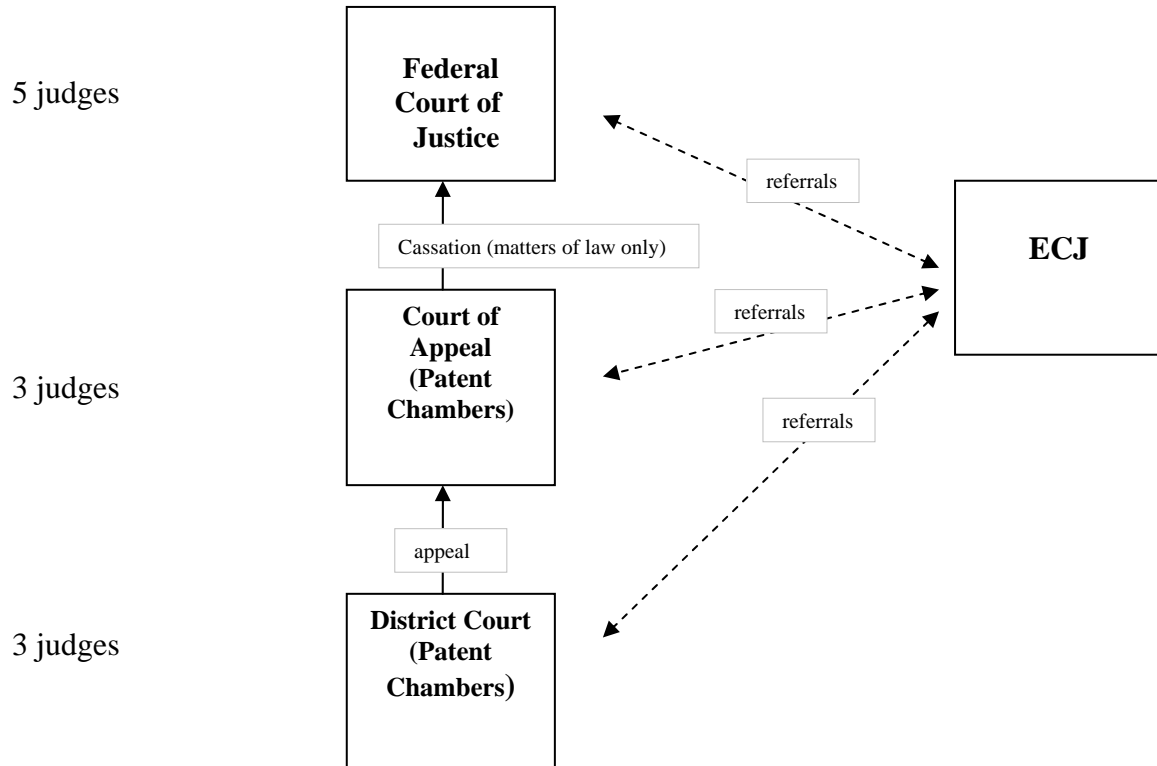 5 judges
Federal
Court of
Justice
referrals
Cassation (matters of law only)
ECJ
3 judges
Court of
Appeal
(Patent
Chambers)
referrals
referrals
appeal
3 judges
District Court
(Patent
Chambers)